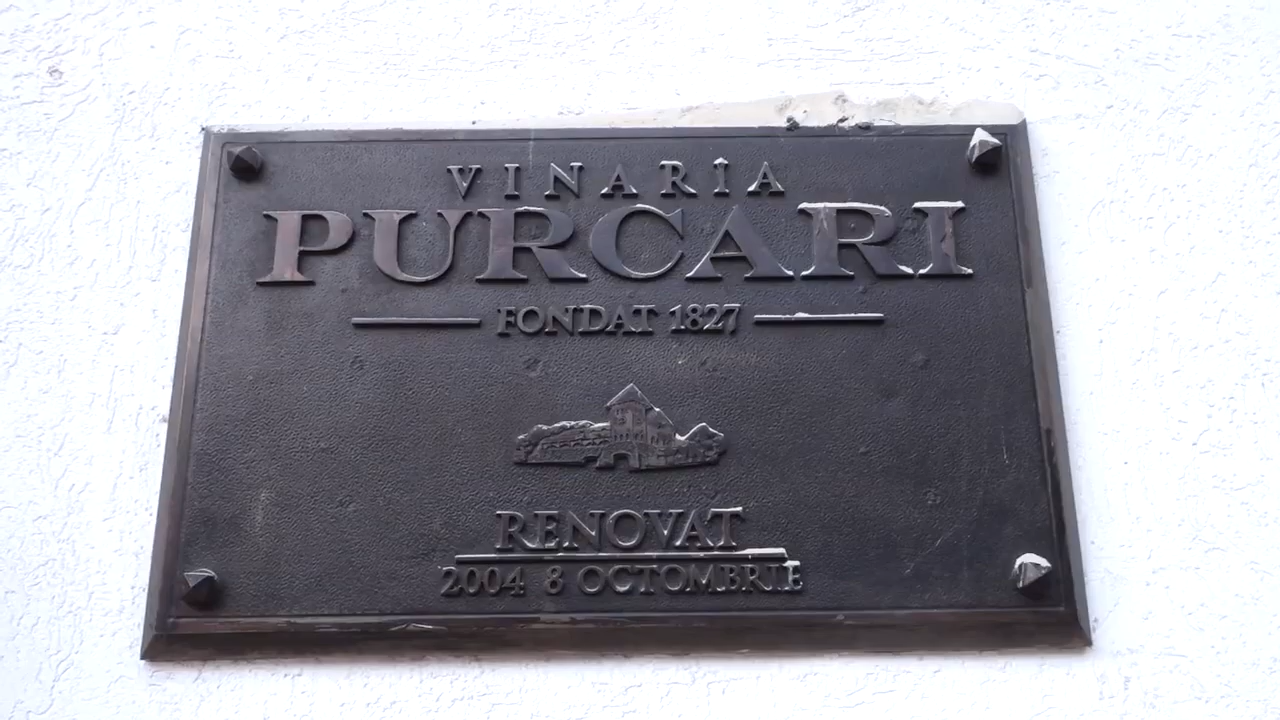 VINARIA
PURCARI
FONDAT 1827
RENOVAT
2004 8 OCTOMBRIE